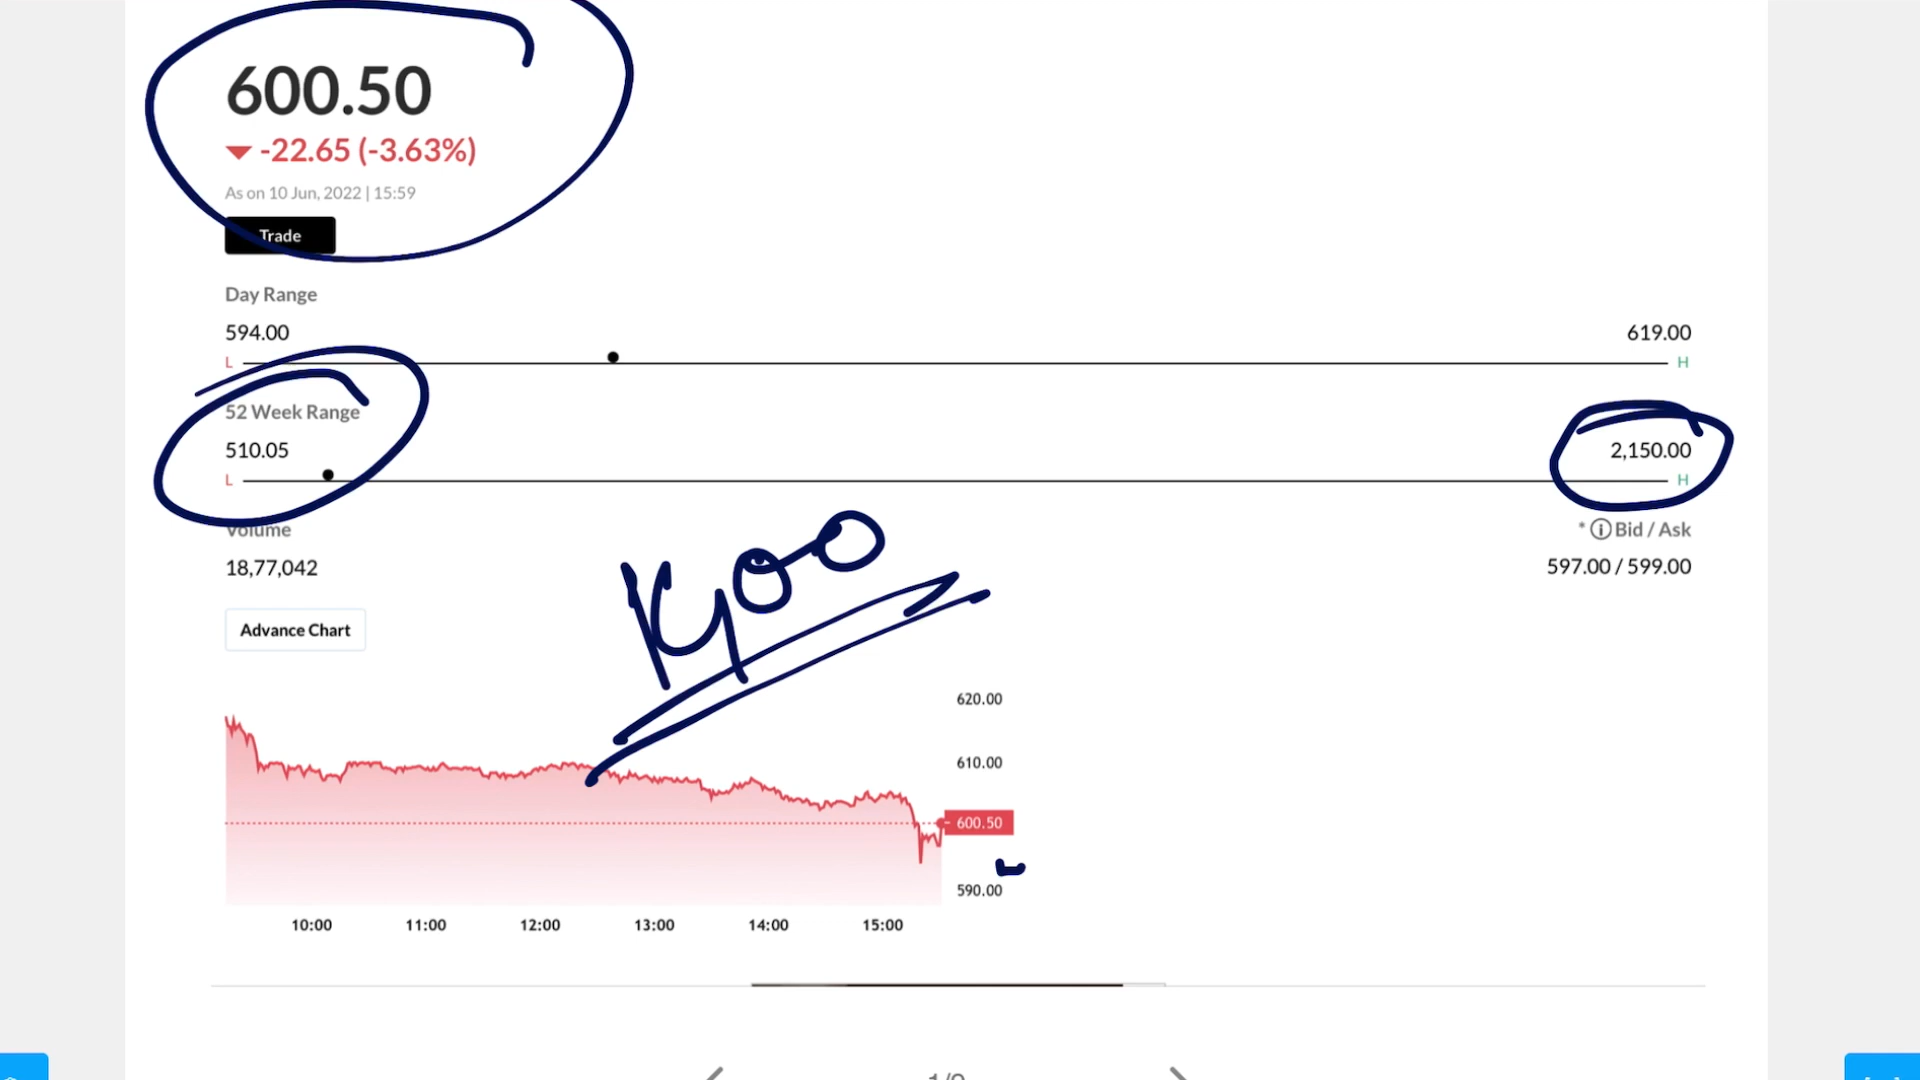 600.50
-22.65 (-3.63%)
As on 10 Jun, 2022 | 15:59
Trade
Day Range
594.00 619.00
L H
52 Week Range
510.05 2,150.00
L H
Volume * Bid / Ask
18,77,042 597.00 / 599.00
Advance Chart
620.00
610.00
600.50
590.00
10:00 11:00 12:00 13:00 14:00 15:00